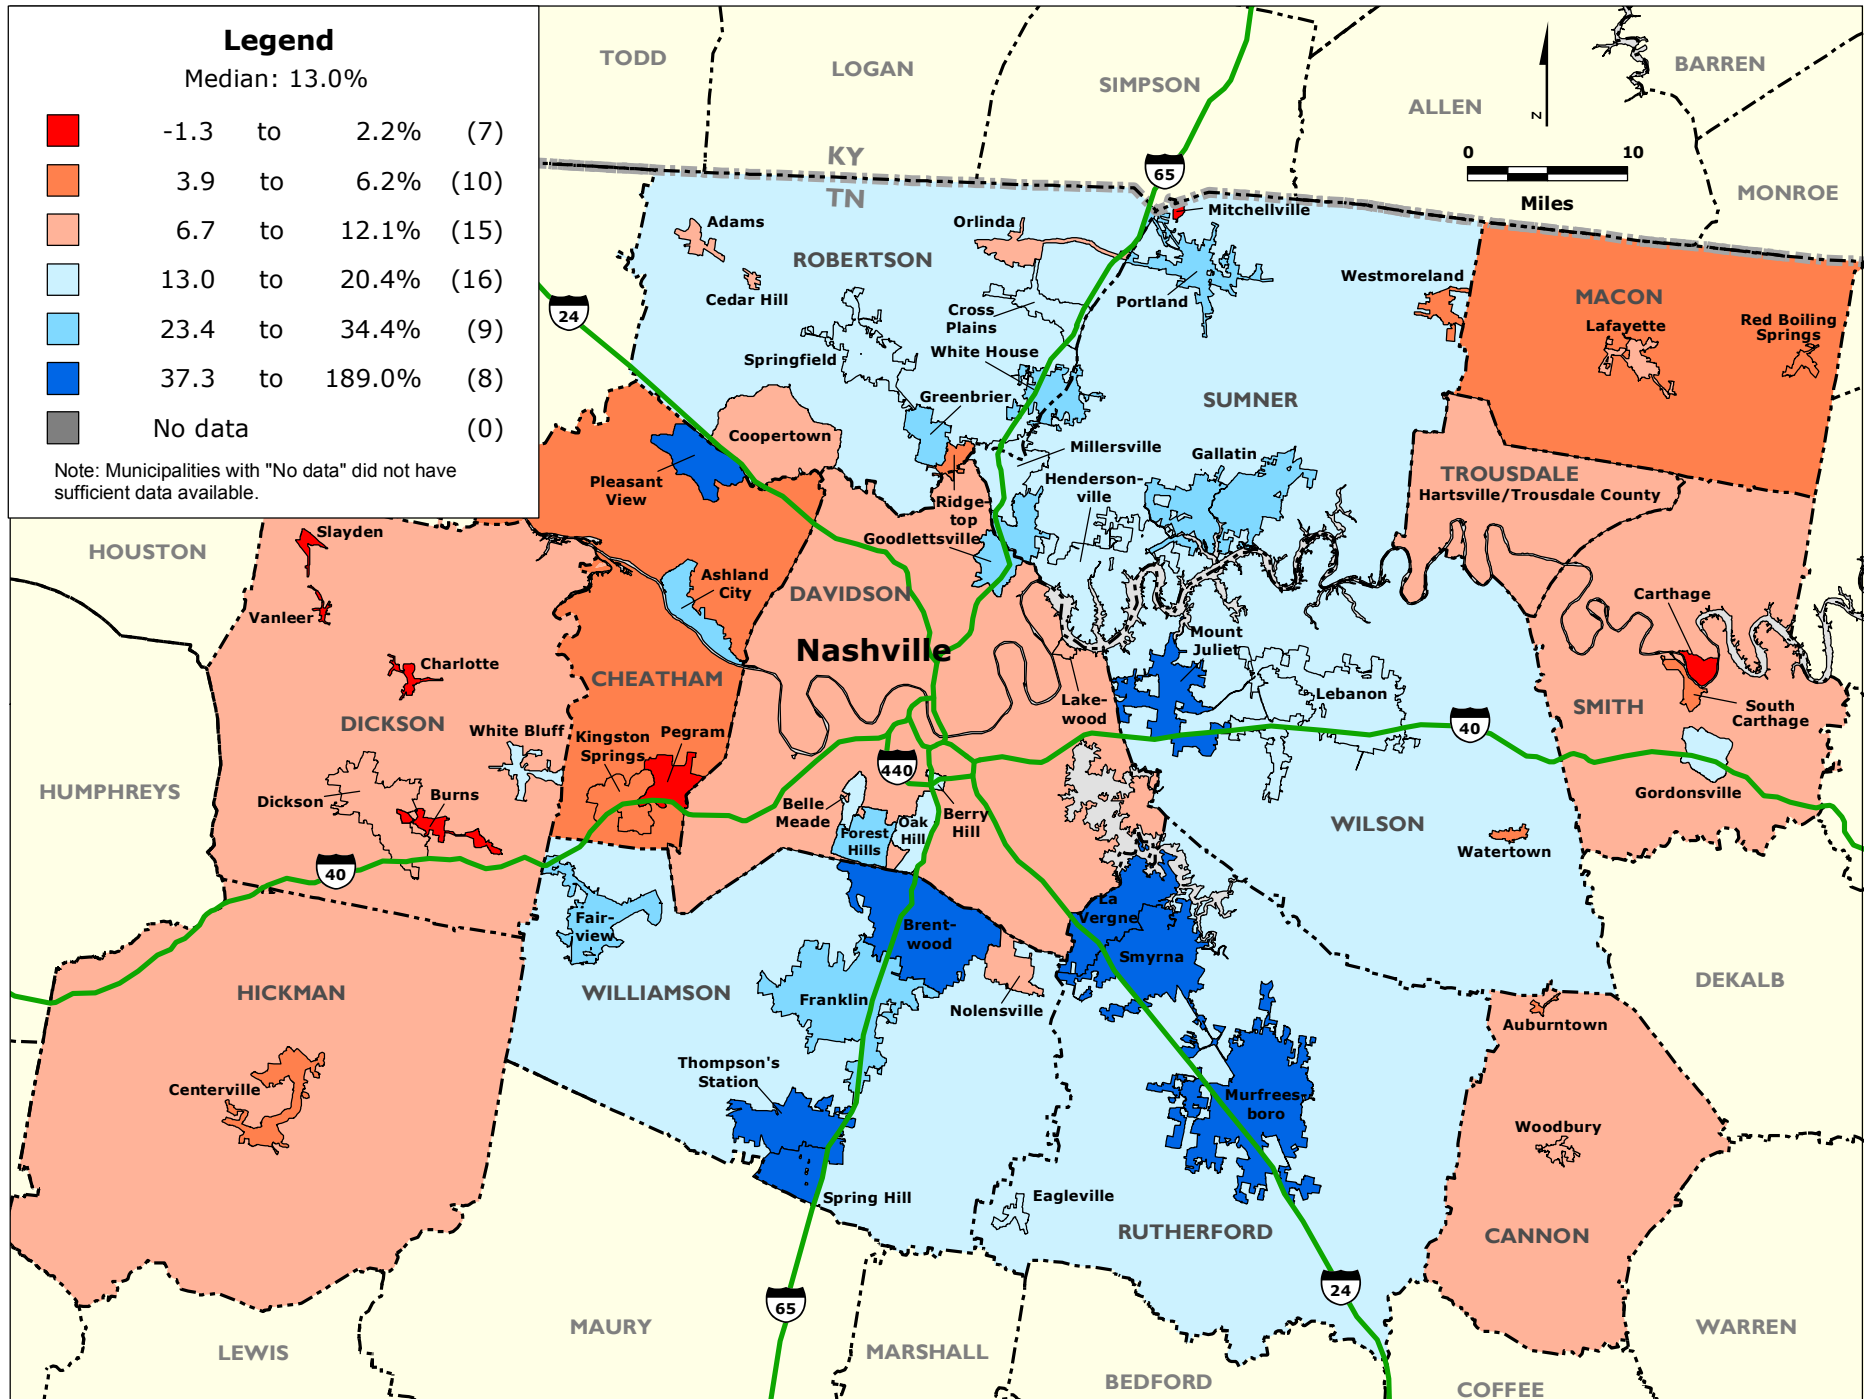 Legend
Median: 13.0%
-1.3 to 2.2% (7)
3.9 to 6.2% (10)
6.7 to 12.1% (15)
13.0 to 20.4% (16)
23.4 to 34.4% (9)
37.3 to 189.0% (8)
No data (0)
Note: Municipalities with "No data" did not have
sufficient data available.
TODD
LOGAN
SIMPSON
ALLEN
BARREN
MONROE
KY
TN
65
N
0 10
Miles
Adams
Orlinda
Mitchellville
ROBERTSON
Cedar Hill
Cross
Plains
Portland
Westmoreland
MACON
Lafayette
Red Boiling
Springs
24
Springfield
White House
Greenbrier
SUMNER
Coopertown
Millersville
Gallatin
Henderson-
ville
Pleasant
View
Ridge-
top
Goodlettsville
TROUSDALE
Hartsville/Trousdale County
HOUSTON
Slayden
Vanleer
Ashland
City
DAVIDSON
Nashville
Mount
Juliet
Carthage
Charlotte
CHEATHAM
Lake-
wood
Lebanon
SMITH
South
Carthage
DICKSON
White Bluff
Kingston
Springs
Pegram
40
440
HUMPHREYS
Dickson
Burns
Belle
Meade
Forest
Hills
Oak
Hill
Berry
Hill
Gordonsville
WILSON
Watertown
40
Fair-
view
Brent-
wood
La
Vergne
Smyrna
HICKMAN
WILLIAMSON
Franklin
Nolensville
DEKALB
Auburntown
Centerville
Thompson's
Station
Murfrees-
boro
Woodbury
Spring Hill
Eagleville
RUTHERFORD
CANNON
65
24
LEWIS
MAURY
MARSHALL
BEDFORD
COFFEE
WARREN